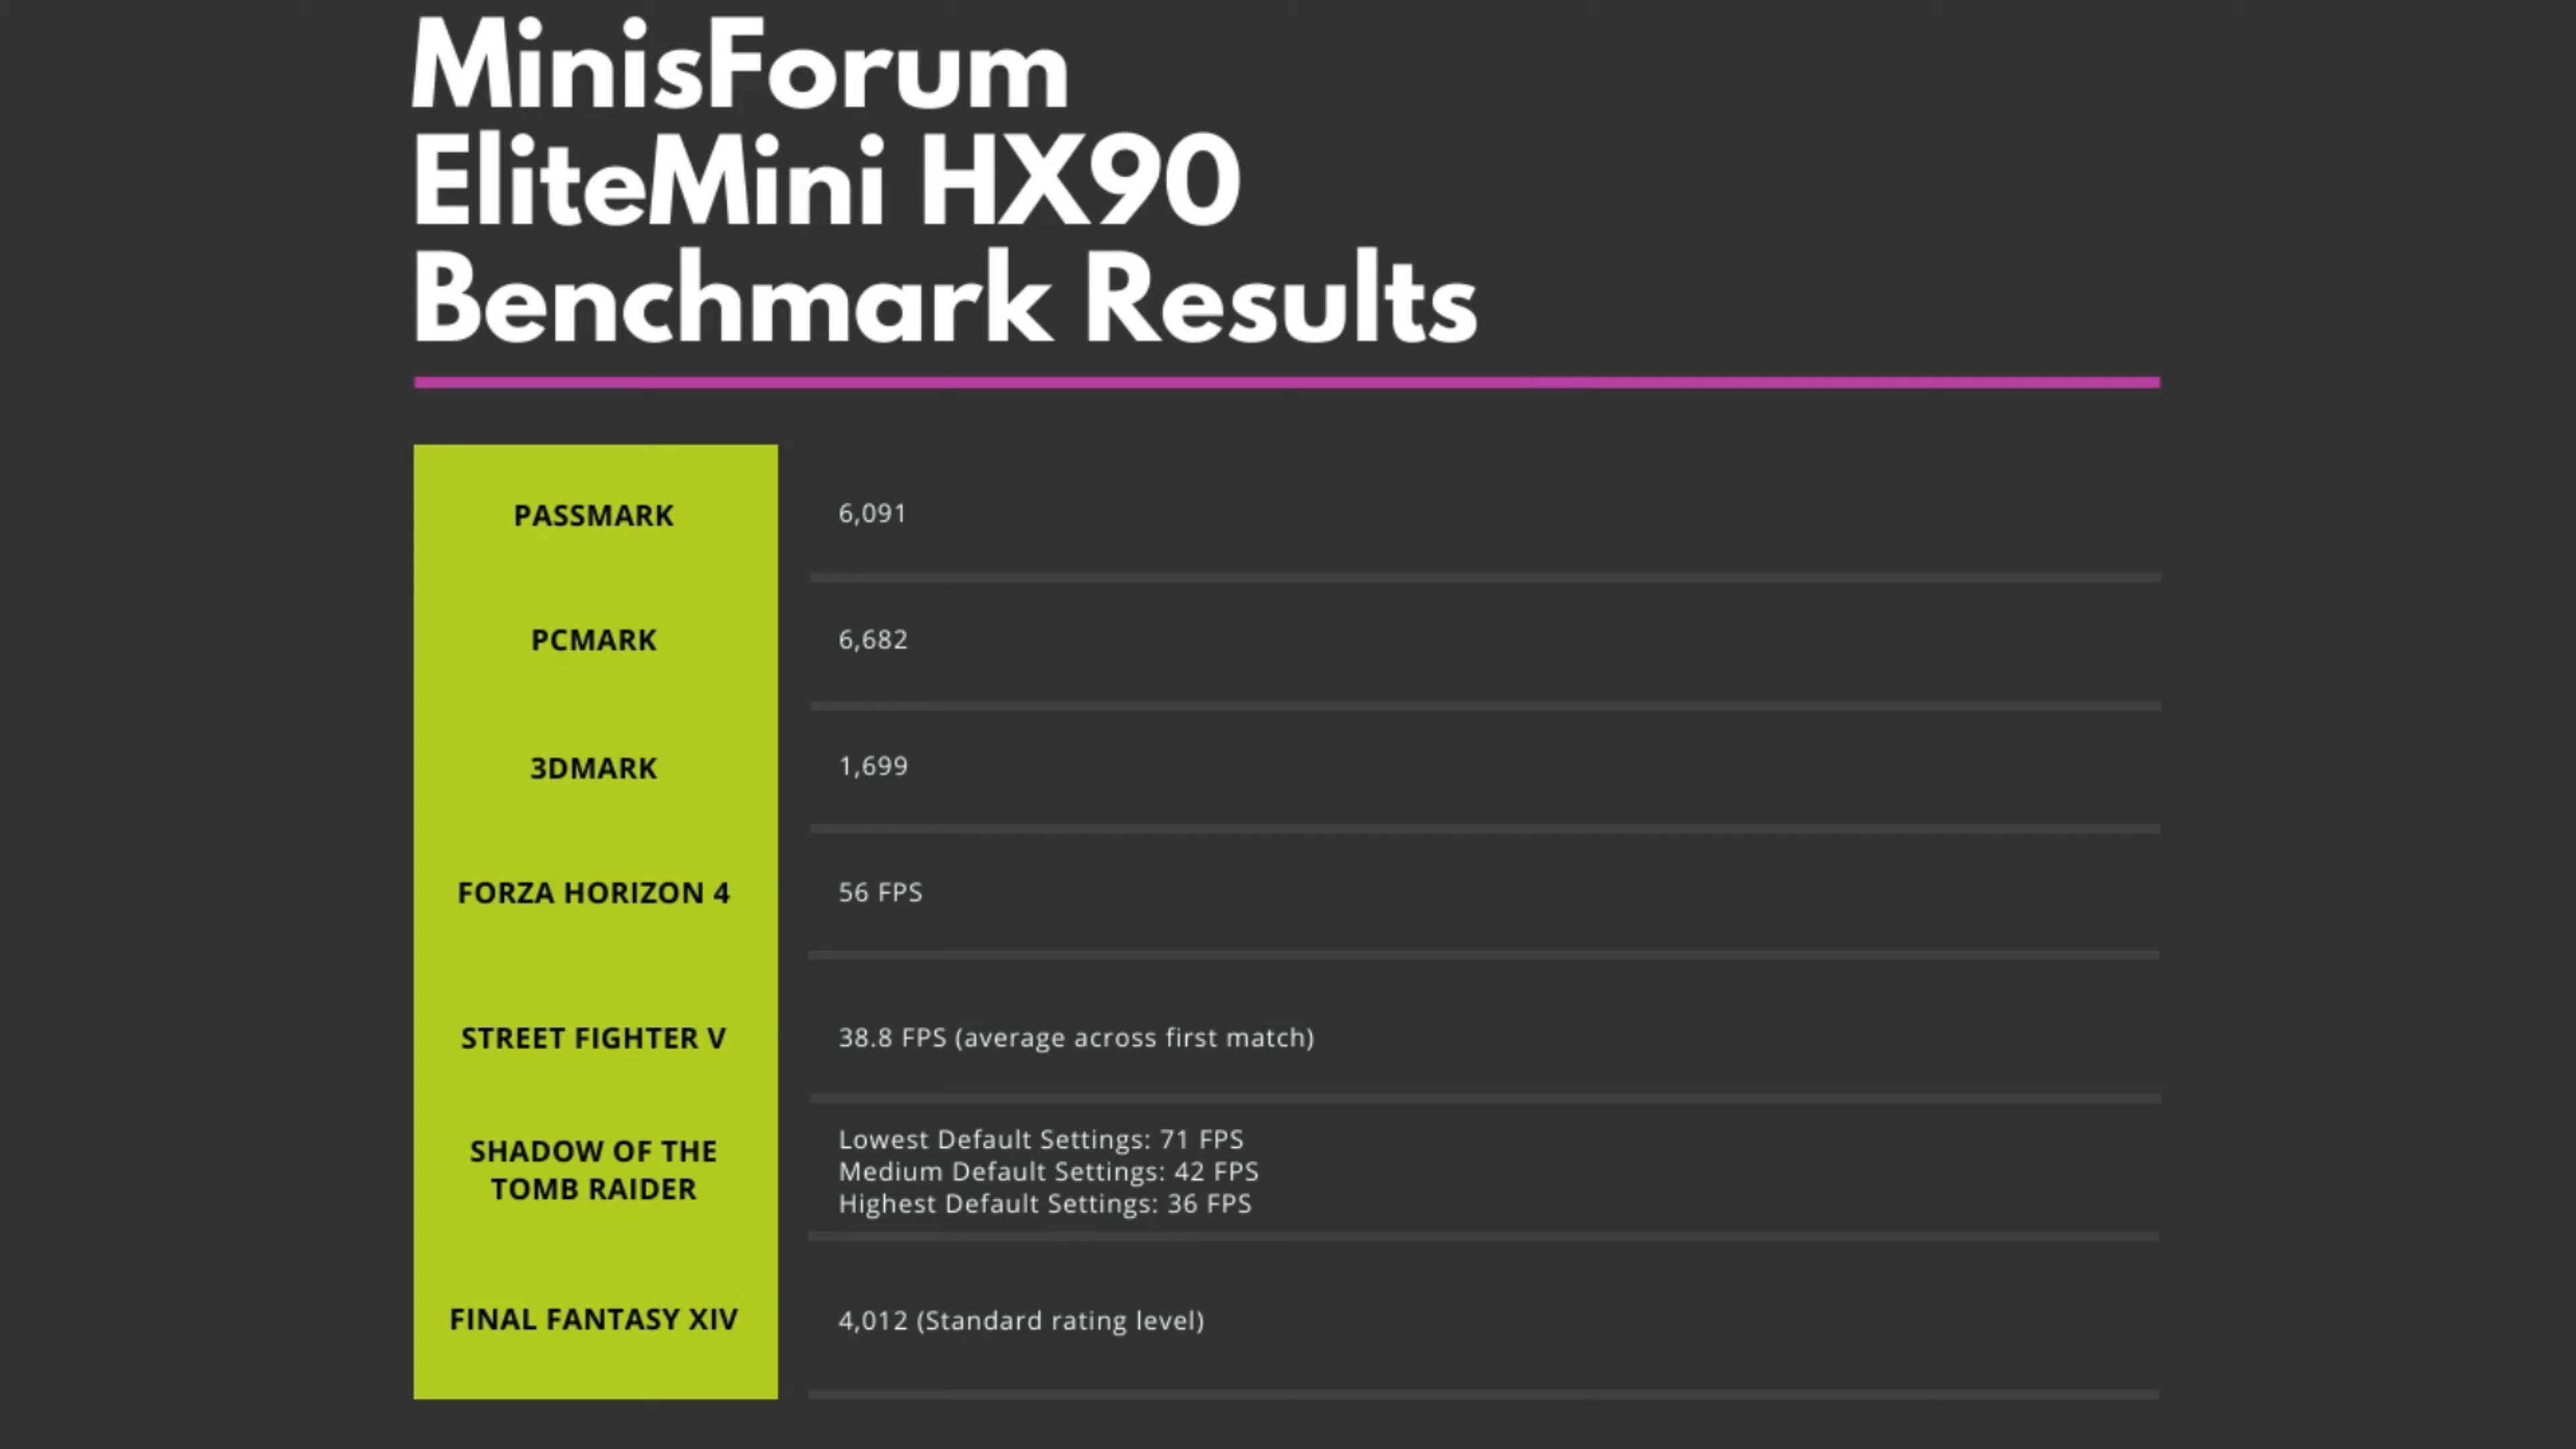 MinisForum
EliteMini HX90
Benchmark Results
PASSMARK
6,091
PCMARK
6,682
3DMARK
1,699
FORZA HORIZON 4
56 FPS
STREET FIGHTER V
38.8 FPS (average across first match)
SHADOW OF THE
TOMB RAIDER
Lowest Default Settings: 71 FPS
Medium Default Settings: 42 FPS
Highest Default Settings: 36 FPS
FINAL FANTASY XIV
4,012 (Standard rating level)